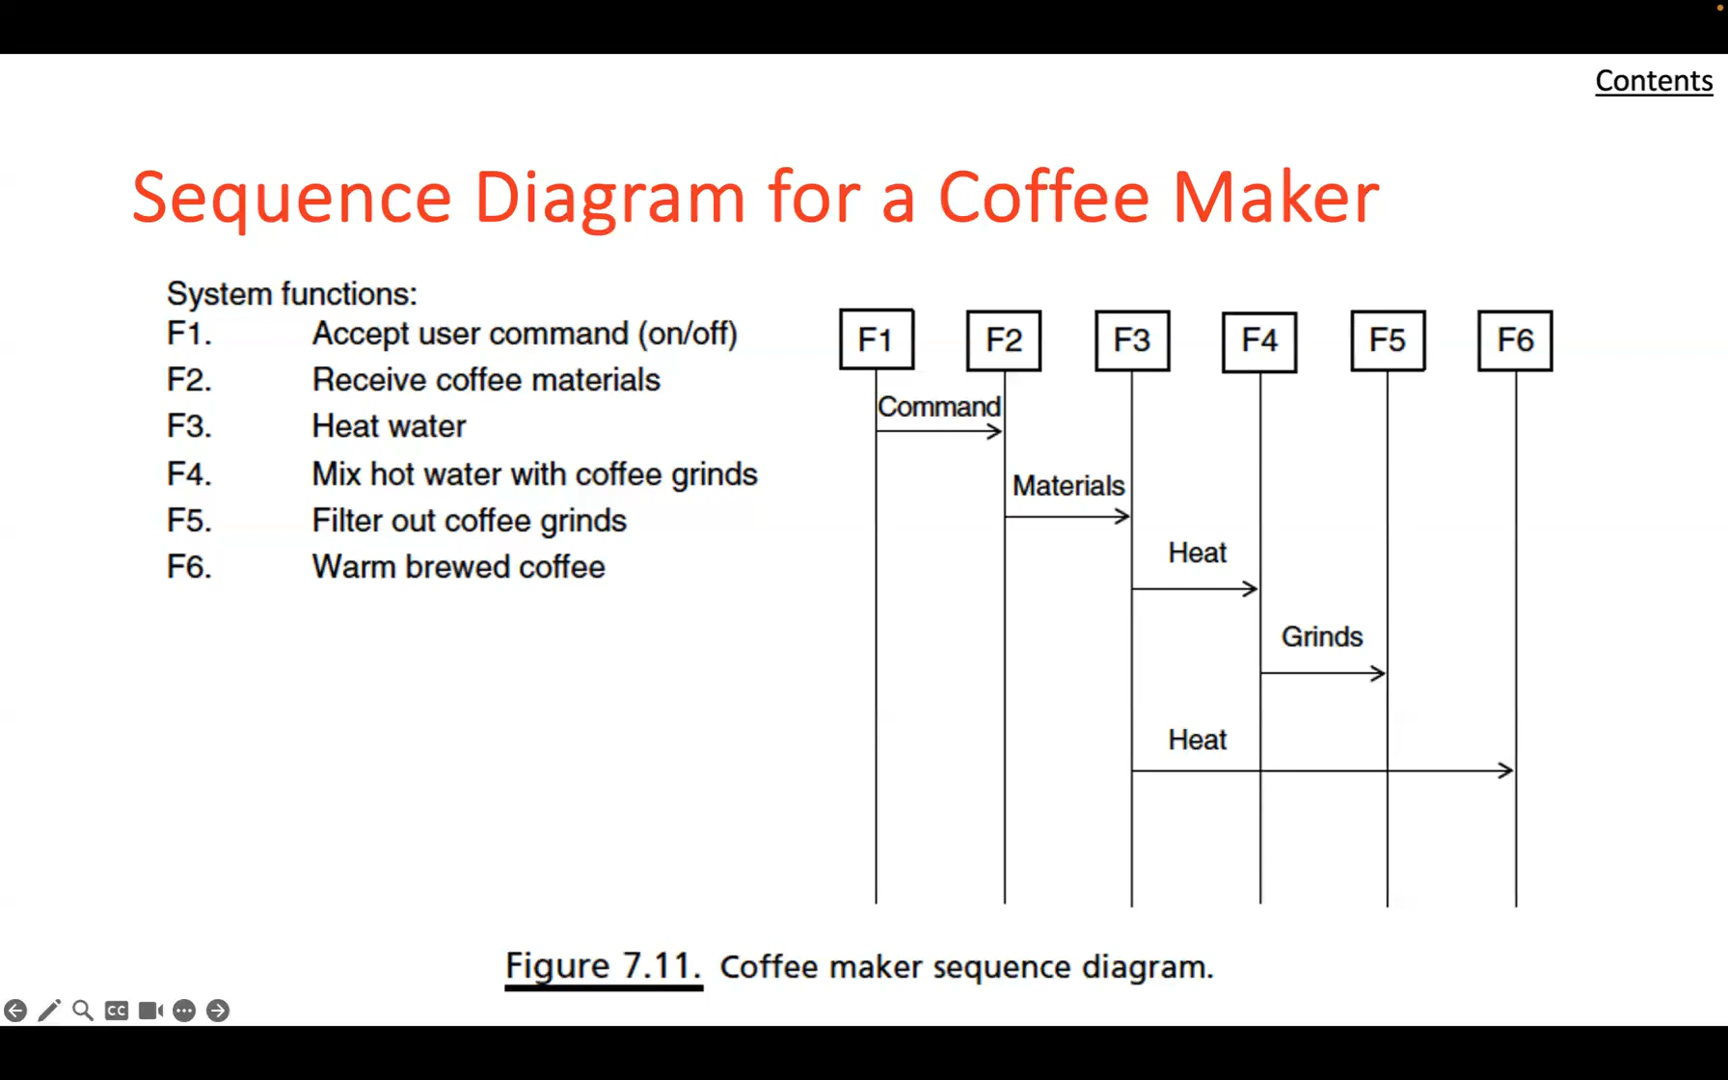 Contents
Sequence Diagram for a Coffee Maker
System functions:
F1. Accept user command (on/off)
F2. Receive coffee materials
F3. Heat water
F4. Mix hot water with coffee grinds
F5. Filter out coffee grinds
F6. Warm brewed coffee
F1 F2 F3 F4 F5 F6
Command
Materials
Heat
Grinds
Heat
Figure 7.11. Coffee maker sequence diagram.
CC